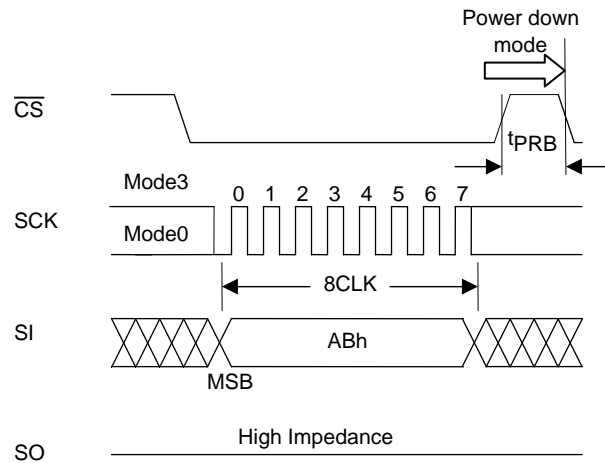 Power down
mode
CS
tPRB
Mode3
0 1 2 3 4 5 6 7
SCK
Mode0
8CLK
SI
ABh
MSB
High Impedance
SO